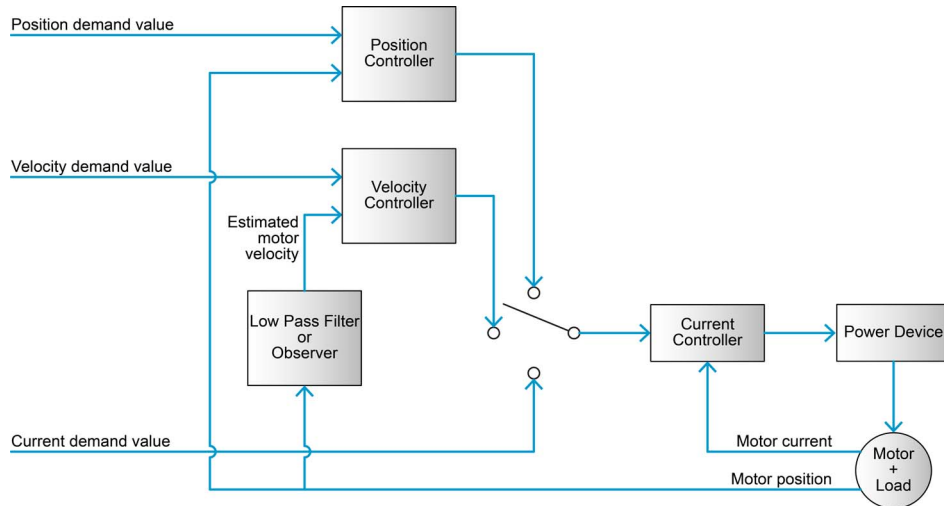 Position demand value
Position
Controller
Velocity demand value
Velocity
Controller
Estimated
motor
velocity
Low Pass Filter
or
Observer
Current
Controller
Power Device
Current demand value
Motor current
Motor position
Motor
+
Load